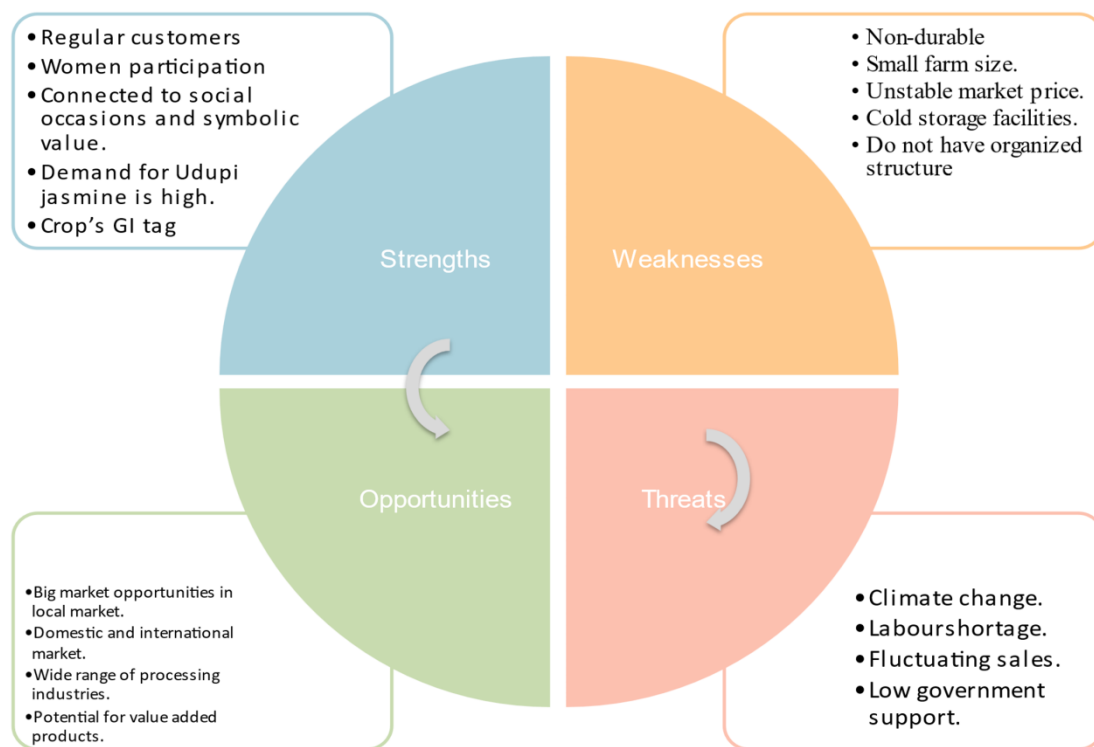 • Regular customers
• Women participation
• Connected to social
occasions and symbolic
value.
• Demand for Udupi
jasmine is high.
• Crop's GI tag
• Non-durable
• Small farm size.
• Unstable market price.
• Cold storage facilities.
• Do not have organized
structure
Strengths
Weaknesses
Opportunities
Threats
• Big market opportunities in
local market.
• Domestic and international
market.
• Wide range of processing
industries.
• Potential for value added
products.
• Climate change.
• Labourshortage.
• Fluctuating sales.
• Low government
support.